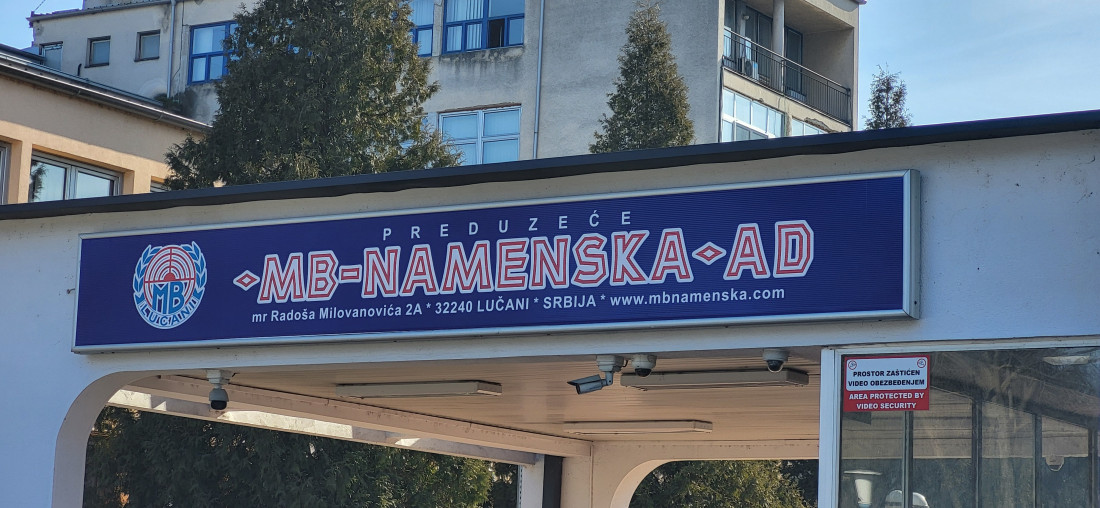 PREDUZEĆE
MB-NAMENSKA AD
mr Radoša Milovanovića 2A * 32240 LUČANI * SRBIJA * www.mbnamenska.com
MB
LUČANI
PROSTOR ZAŠTIĆEN
VIDEO OBEZBEĐENJEM
AREA PROTECTED BY
VIDEO SECURITY